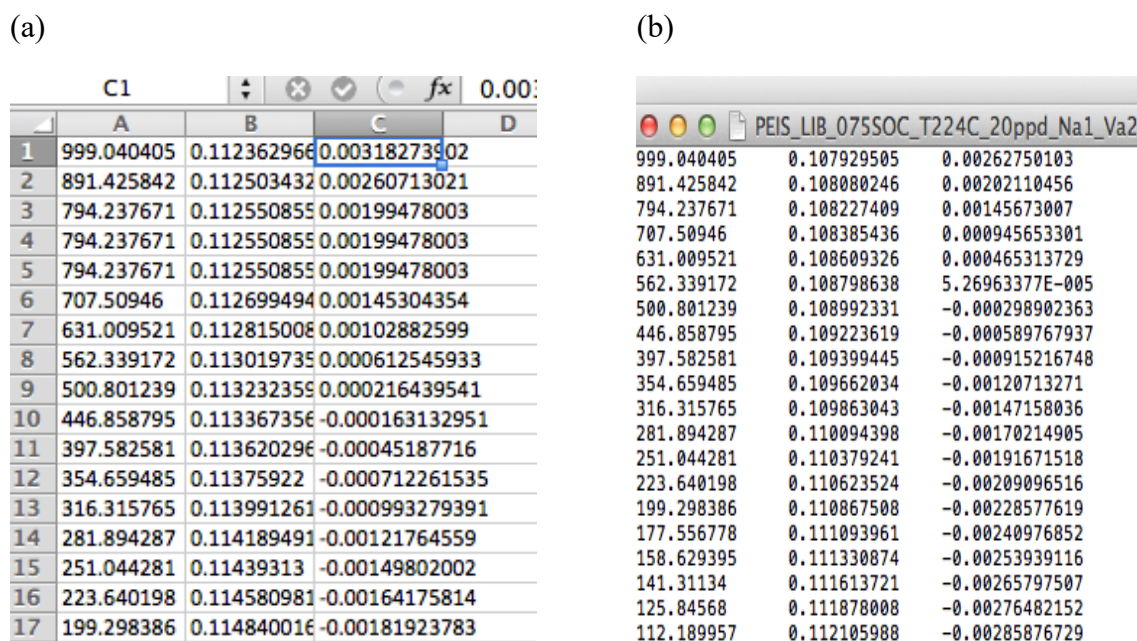 (a)
(b)
C1 fx 0.003
A B C D
1 999.040405 0.112362966 0.00318273902
2 891.425842 0.112503432 0.00260713021
3 794.237671 0.112550855 0.00199478003
4 794.237671 0.112550855 0.00199478003
5 794.237671 0.112550855 0.00199478003
6 707.50946 0.112699494 0.00145304354
7 631.009521 0.112815008 0.00102882599
8 562.339172 0.113019735 0.000612545933
9 500.801239 0.113232359 0.000216439541
10 446.858795 0.113367356 -0.000163132951
11 397.582581 0.113620296 -0.00045187716
12 354.659485 0.11375922 -0.000712261535
13 316.315765 0.113991261 -0.000993279391
14 281.894287 0.114189491 -0.00121764559
15 251.044281 0.11439313 -0.00149802002
16 223.640198 0.114580981 -0.00164175814
17 199.298386 0.114840016 -0.00181923783
PEIS_LIB_075SOC_T224C_20ppd_Na1_Va2
999.040405 0.107929505 0.00262750103
891.425842 0.108080246 0.00202110456
794.237671 0.108227409 0.00145673007
707.50946 0.108385436 0.000945653301
631.009521 0.108609326 0.000465313729
562.339172 0.108798638 5.26963377E-005
500.801239 0.108992331 -0.000298902363
446.858795 0.109223619 -0.000589767937
397.582581 0.109399445 -0.000915216748
354.659485 0.109662034 -0.00120713271
316.315765 0.109863043 -0.00147158036
281.894287 0.110094398 -0.00170214905
251.044281 0.110379241 -0.00191671518
223.640198 0.110623524 -0.00209096516
199.298386 0.110867508 -0.00228577619
177.556778 0.111093961 -0.00240976852
158.629395 0.111330874 -0.00253939116
141.31134 0.111613721 -0.00265797507
125.84568 0.111878008 -0.00276482152
112.189957 0.112105988 -0.00285876729